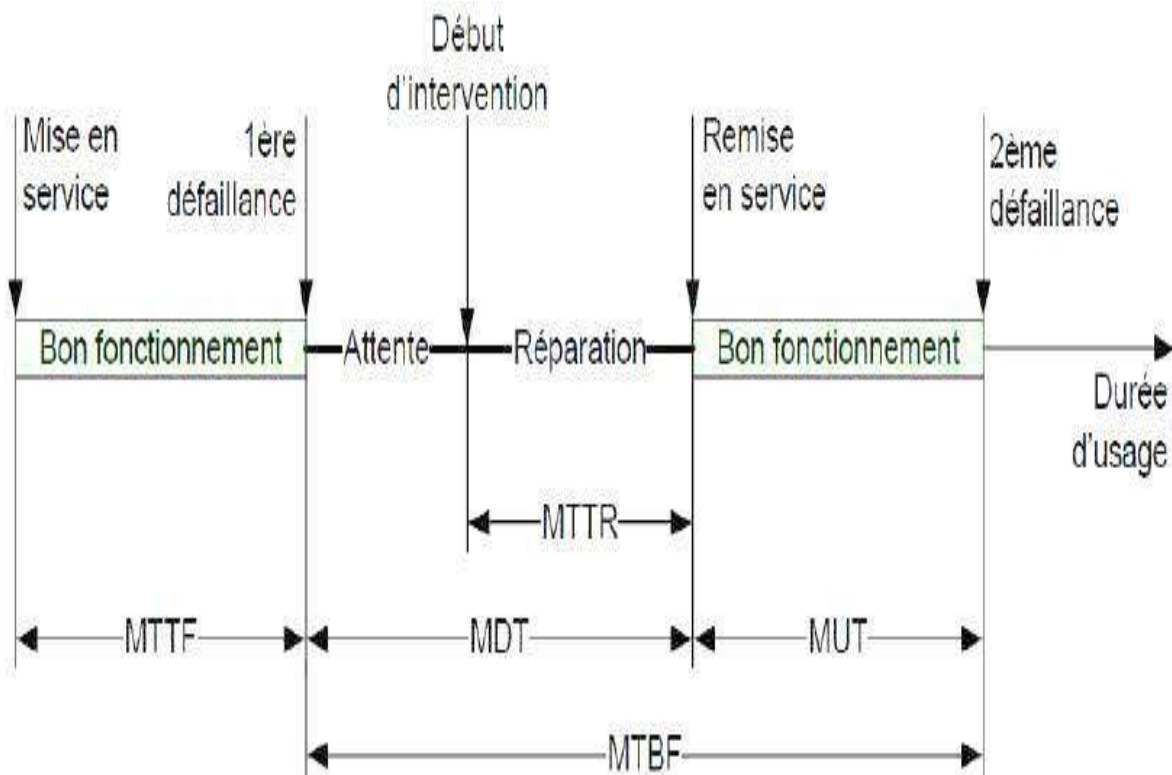 Début
d'intervention
Mise en
service
1ère
défaillance
Remise
en service
2ème
défaillance
Bon fonctionnement
Attente
Réparation
Bon fonctionnement
Durée
d'usage
MTTR
MTTF
MDT
MUT
MTBF